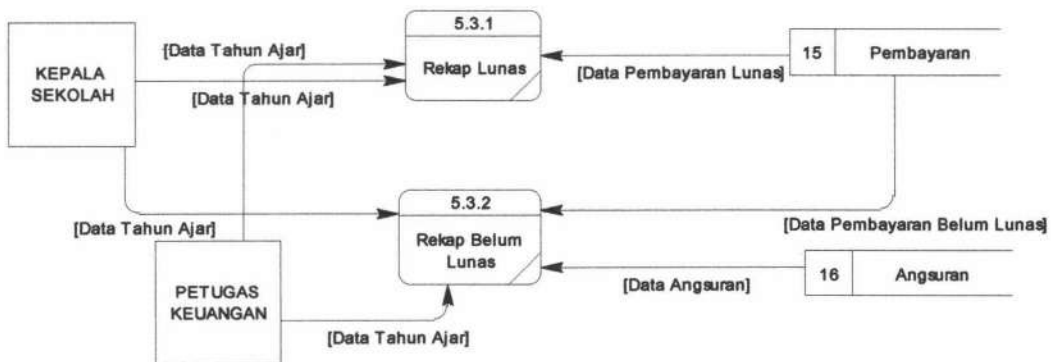 5.3.1
[Data Tahun Ajar]
15
Pembayaran
KEPALA
SEKOLAH
Rekap Lunas
[Data Pembayaran Lunas]
[Data Tahun Ajar]
5.3.2
[Data Tahun Ajar]
[Data Pembayaran Belum Lunas]
Rekap Belum
Lunas
16
Angsuran
[Data Angsuran]
PETUGAS
KEUANGAN
[Data Tahun Ajar]